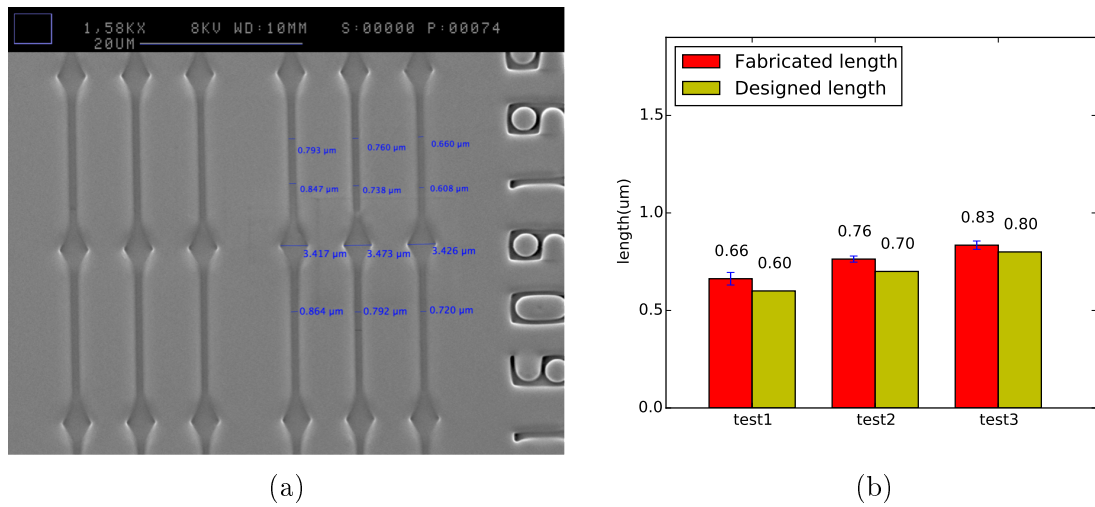 1,58KX 8KV WD:10MM S:00000 P:00074
20UM
0.793 µm 0.760 µm 0.660 µm
0.847 µm 0.738 µm 0.608 µm
3.417 µm 3.473 µm 3.426 µm
0.864 µm 0.792 µm 0.720 µm
(a)
Fabricated length
Designed length
length(um)
1.5
1.0
0.5
0.0
0.66 0.60 0.76 0.70 0.83 0.80
test1 test2 test3
(b)